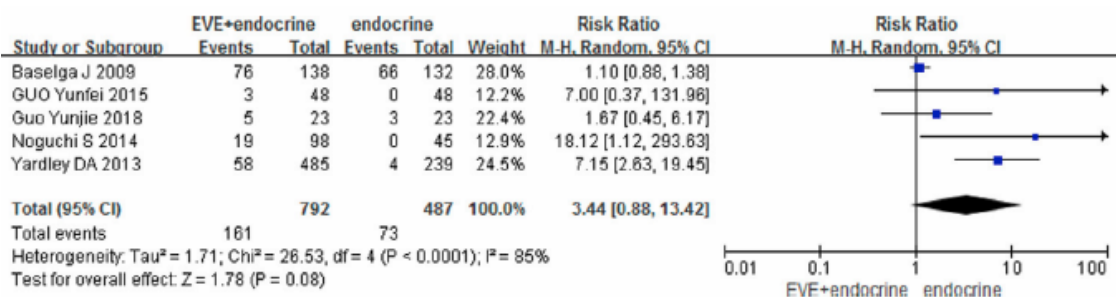 EVE+endocrine endocrine Risk Ratio Risk Ratio
Study or Subgroup Events Total Events Total Weight M-H, Random, 95% CI M-H, Random, 95% CI
Baselga J 2009 76 138 66 132 28.0% 1.10 [0.88, 1.38]
GUO Yunfei 2015 3 48 0 48 12.2% 7.00 [0.37, 131.96]
Guo Yunjie 2018 5 23 3 23 22.4% 1.67 [0.45, 6.17]
Noguchi S 2014 19 98 0 45 12.9% 18.12 [1.12, 293.63]
Yardley DA 2013 58 485 4 239 24.5% 7.15 [2.63, 19.45]
Total (95% CI) 792 487 100.0% 3.44 [0.88, 13.42]
Total events 161 73
Heterogeneity: Tau² = 1.71; Chi² = 26.53, df = 4 (P < 0.0001); I² = 85%
Test for overall effect: Z = 1.78 (P = 0.08)
0.01 0.1 1 10 100
EVE+endocrine endocrine